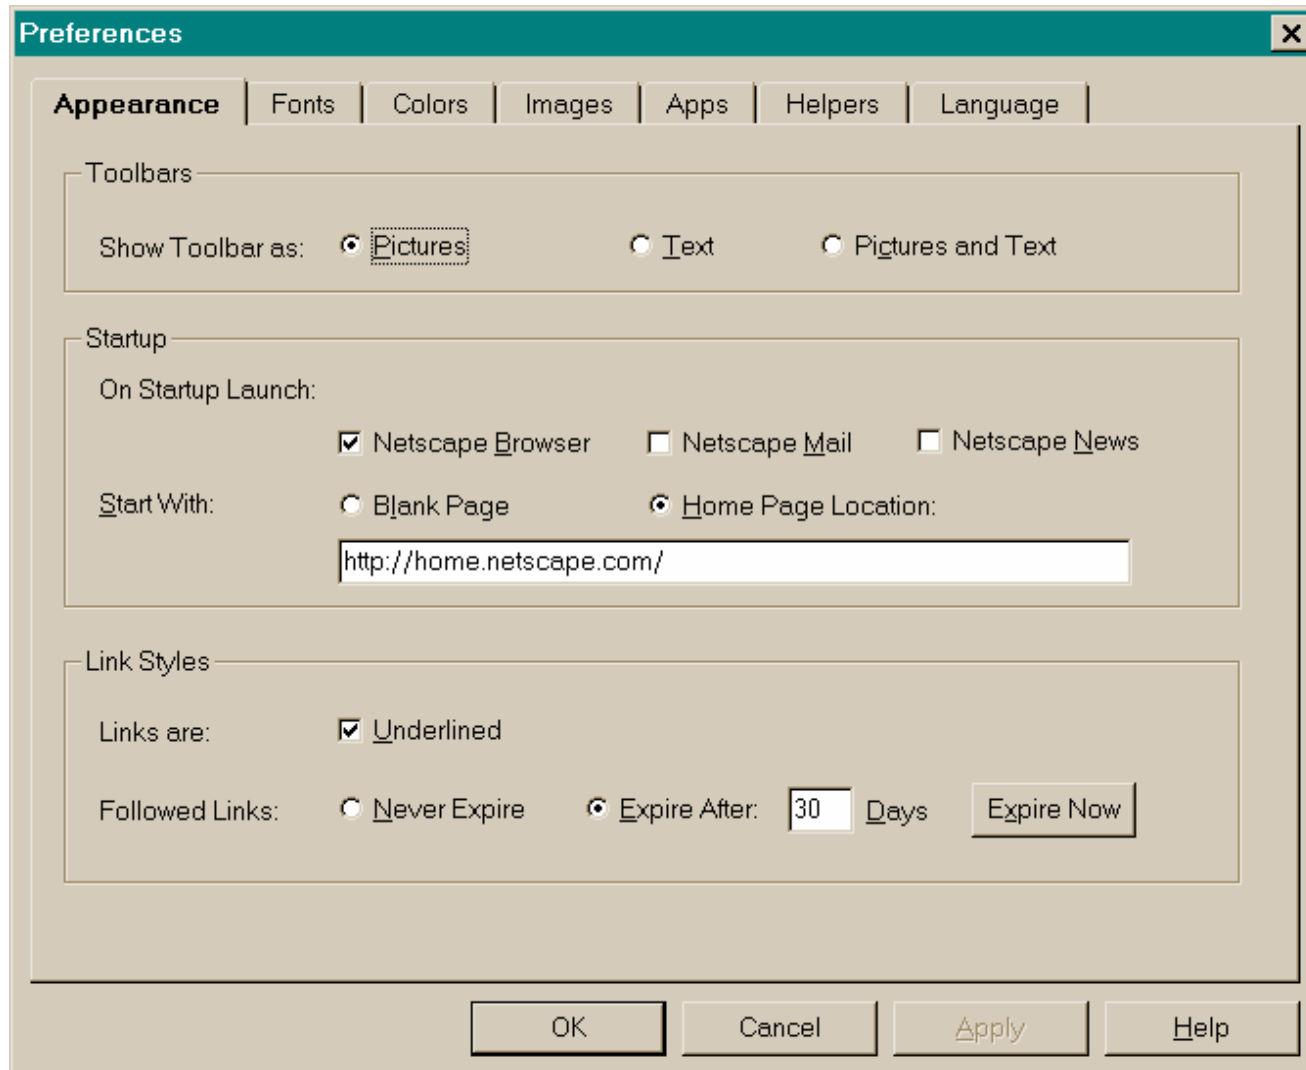 Preferences
Appearance Fonts Colors Images Apps Helpers Language
Toolbars
Show Toolbar as: Pictures Text Pictures and Text
Startup
On Startup Launch:
Netscape Browser Netscape Mail Netscape News
Start With: Blank Page Home Page Location:
http://home.netscape.com/
Link Styles
Links are: Underlined
Followed Links: Never Expire Expire After: 30 Days Expire Now
OK Cancel Apply Help